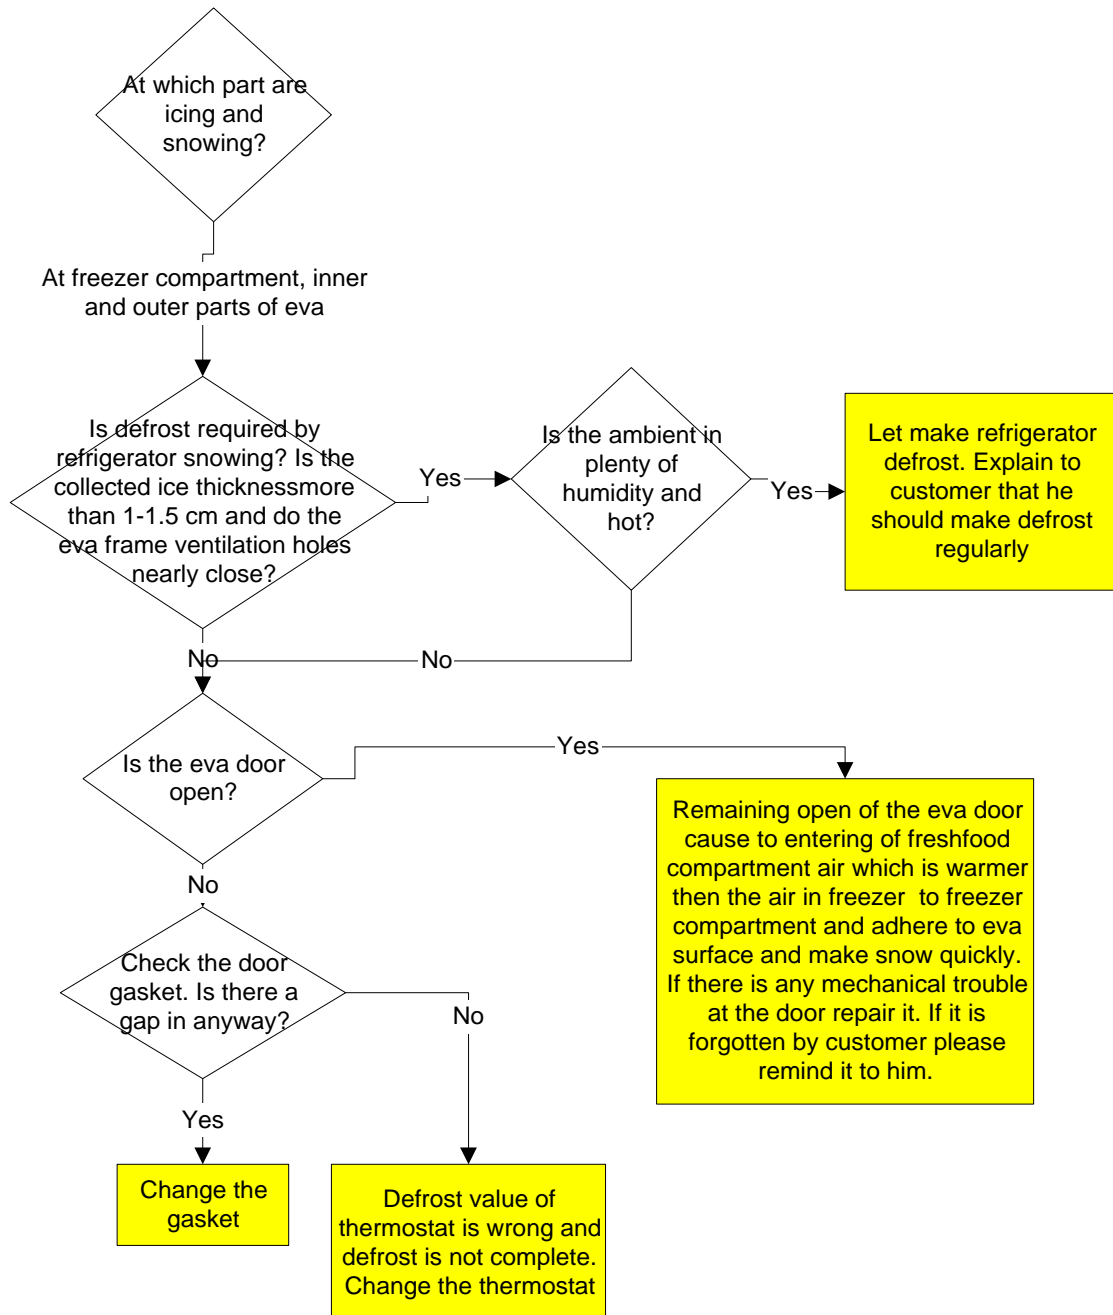 At which part are
icing and
snowing?
At freezer compartment, inner
and outer parts of eva
Is defrost required by
refrigerator snowing? Is the
collected ice thicknessmore
than 1-1.5 cm and do the
eva frame ventilation holes
nearly close?
Yes
Is the ambient in
plenty of
humidity and
hot?
Yes
Let make refrigerator
defrost. Explain to
customer that he
should make defrost
regularly
No
No
Is the eva door
open?
Yes
Remaining open of the eva door
cause to entering of freshfood
compartment air which is warmer
then the air in freezer to freezer
compartment and adhere to eva
surface and make snow quickly.
If there is any mechanical trouble
at the door repair it. If it is
forgotten by customer please
remind it to him.
No
Check the door
gasket. Is there a
gap in anyway?
No
Yes
Change the
gasket
Defrost value of
thermostat is wrong and
defrost is not complete.
Change the thermostat